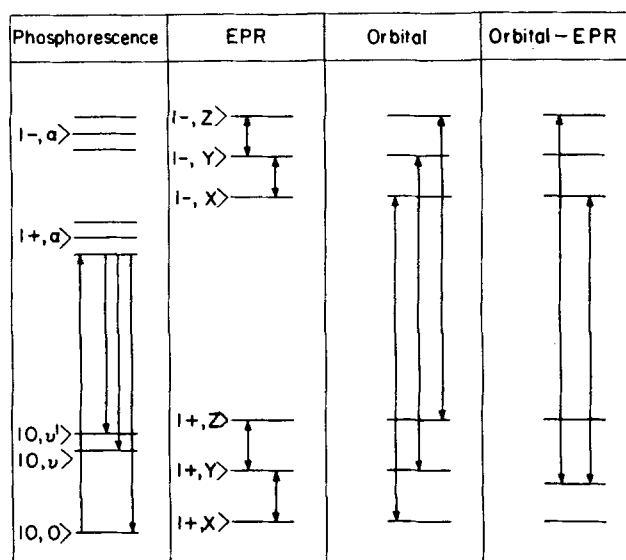 Phosphorescence EPR Orbital Orbital-EPR
|-, α⟩
|+, α⟩
|0, υ'⟩
|0, υ⟩
|0, 0⟩
|-, Z⟩
|-, Y⟩
|-, X⟩
|+, Z⟩
|+, Y⟩
|+, X⟩